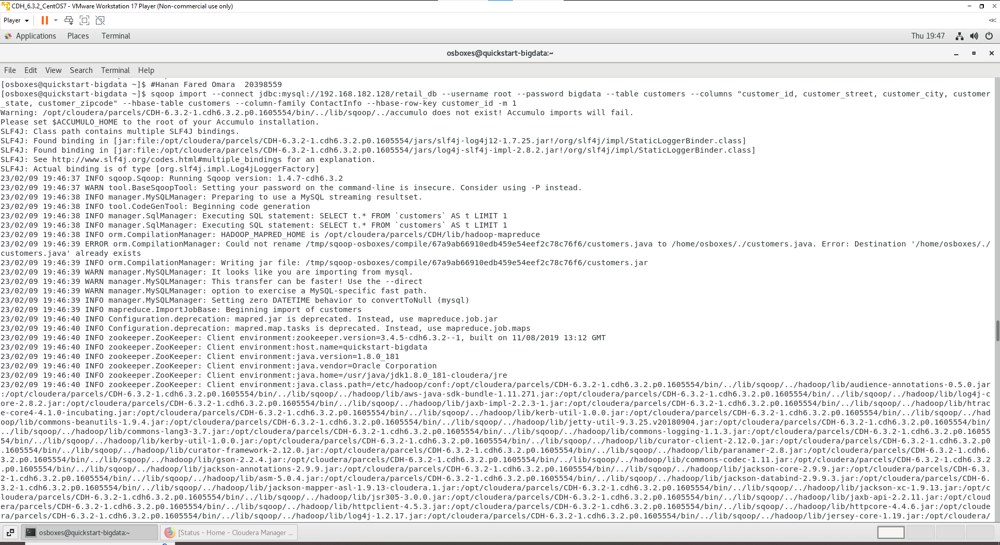 CDH_6.3.2_CentOS7 - VMware Workstation 17 Player (Non-commercial use only)
Player
Applications Places Terminal Thu 19:47
osboxes@quickstart-bigdata:~
File Edit View Search Terminal Help
[osboxes@quickstart-bigdata ~]$ #Hanan Fared Omara  20398559
[osboxes@quickstart-bigdata ~]$ sqoop import --connect jdbc:mysql://192.168.182.128/retail_db --username root --password bigdata --table customers --columns "customer_id, customer_street, customer_city, customer
_state, customer_zipcode" --hbase-table customers --column-family ContactInfo --hbase-row-key customer_id -m 1
Warning: /opt/cloudera/parcels/CDH-6.3.2-1.cdh6.3.2.p0.1605554/bin/../lib/sqoop/../accumulo does not exist! Accumulo imports will fail.
Please set $ACCUMULO_HOME to the root of your Accumulo installation.
SLF4J: Class path contains multiple SLF4J bindings.
SLF4J: Found binding in [jar:file:/opt/cloudera/parcels/CDH-6.3.2-1.cdh6.3.2.p0.1605554/jars/slf4j-log4j12-1.7.25.jar!/org/slf4j/impl/StaticLoggerBinder.class]
SLF4J: Found binding in [jar:file:/opt/cloudera/parcels/CDH-6.3.2-1.cdh6.3.2.p0.1605554/jars/log4j-slf4j-impl-2.8.2.jar!/org/slf4j/impl/StaticLoggerBinder.class]
SLF4J: See http://www.slf4j.org/codes.html#multiple_bindings for an explanation.
SLF4J: Actual binding is of type [org.slf4j.impl.Log4jLoggerFactory]
23/02/09 19:46:37 INFO sqoop.Sqoop: Running Sqoop version: 1.4.7-cdh6.3.2
23/02/09 19:46:37 WARN tool.BaseSqoopTool: Setting your password on the command-line is insecure. Consider using -P instead.
23/02/09 19:46:38 INFO manager.MySQLManager: Preparing to use a MySQL streaming resultset.
23/02/09 19:46:38 INFO tool.CodeGenTool: Beginning code generation
23/02/09 19:46:38 INFO manager.SqlManager: Executing SQL statement: SELECT t.* FROM `customers` AS t LIMIT 1
23/02/09 19:46:38 INFO manager.SqlManager: Executing SQL statement: SELECT t.* FROM `customers` AS t LIMIT 1
23/02/09 19:46:38 INFO orm.CompilationManager: HADOOP_MAPRED_HOME is /opt/cloudera/parcels/CDH/lib/hadoop-mapreduce
23/02/09 19:46:39 ERROR orm.CompilationManager: Could not rename /tmp/sqoop-osboxes/compile/67a9ab66910edb459e54eef2c78c76f6/customers.java to /home/osboxes/./customers.java. Error: Destination '/home/osboxes/./
customers.java' already exists
23/02/09 19:46:39 INFO orm.CompilationManager: Writing jar file: /tmp/sqoop-osboxes/compile/67a9ab66910edb459e54eef2c78c76f6/customers.jar
23/02/09 19:46:39 WARN manager.MySQLManager: It looks like you are importing from mysql.
23/02/09 19:46:39 WARN manager.MySQLManager: This transfer can be faster! Use the --direct
23/02/09 19:46:39 WARN manager.MySQLManager: option to exercise a MySQL-specific fast path.
23/02/09 19:46:39 INFO manager.MySQLManager: Setting zero DATETIME behavior to convertToNull (mysql)
23/02/09 19:46:39 INFO mapreduce.ImportJobBase: Beginning import of customers
23/02/09 19:46:40 INFO Configuration.deprecation: mapred.jar is deprecated. Instead, use mapreduce.job.jar
23/02/09 19:46:40 INFO Configuration.deprecation: mapred.map.tasks is deprecated. Instead, use mapreduce.job.maps
23/02/09 19:46:40 INFO zookeeper.ZooKeeper: Client environment:zookeeper.version=3.4.5-cdh6.3.2--1, built on 11/08/2019 13:12 GMT
23/02/09 19:46:40 INFO zookeeper.ZooKeeper: Client environment:host.name=quickstart-bigdata
23/02/09 19:46:40 INFO zookeeper.ZooKeeper: Client environment:java.version=1.8.0_181
23/02/09 19:46:40 INFO zookeeper.ZooKeeper: Client environment:java.vendor=Oracle Corporation
23/02/09 19:46:40 INFO zookeeper.ZooKeeper: Client environment:java.home=/usr/java/jdk1.8.0_181-cloudera/jre
23/02/09 19:46:40 INFO zookeeper.ZooKeeper: Client environment:java.class.path=/etc/hadoop/conf:/opt/cloudera/parcels/CDH-6.3.2-1.cdh6.3.2.p0.1605554/bin/../lib/sqoop/../hadoop/lib/audience-annotations-0.5.0.jar
:/opt/cloudera/parcels/CDH-6.3.2-1.cdh6.3.2.p0.1605554/bin/../lib/sqoop/../hadoop/lib/aws-java-sdk-bundle-1.11.271.jar:/opt/cloudera/parcels/CDH-6.3.2-1.cdh6.3.2.p0.1605554/bin/../lib/sqoop/../hadoop/lib/log4j-c
ore-2.8.2.jar:/opt/cloudera/parcels/CDH-6.3.2-1.cdh6.3.2.p0.1605554/bin/../lib/sqoop/../hadoop/lib/jaxb-impl-2.2.3-1.jar:/opt/cloudera/parcels/CDH-6.3.2-1.cdh6.3.2.p0.1605554/bin/../lib/sqoop/../hadoop/lib/htrac
e-core4-4.1.0-incubating.jar:/opt/cloudera/parcels/CDH-6.3.2-1.cdh6.3.2.p0.1605554/bin/../lib/sqoop/../hadoop/lib/kerb-util-1.0.0.jar:/opt/cloudera/parcels/CDH-6.3.2-1.cdh6.3.2.p0.1605554/bin/../lib/sqoop/../had
oop/lib/commons-beanutils-1.9.4.jar:/opt/cloudera/parcels/CDH-6.3.2-1.cdh6.3.2.p0.1605554/bin/../lib/sqoop/../hadoop/lib/jetty-util-9.3.25.v20180904.jar:/opt/cloudera/parcels/CDH-6.3.2-1.cdh6.3.2.p0.1605554/bin/
../lib/sqoop/../hadoop/lib/commons-lang3-3.7.jar:/opt/cloudera/parcels/CDH-6.3.2-1.cdh6.3.2.p0.1605554/bin/../lib/sqoop/../hadoop/lib/commons-logging-1.1.3.jar:/opt/cloudera/parcels/CDH-6.3.2-1.cdh6.3.2.p0.16055
54/bin/../lib/sqoop/../hadoop/lib/kerby-util-1.0.0.jar:/opt/cloudera/parcels/CDH-6.3.2-1.cdh6.3.2.p0.1605554/bin/../lib/sqoop/../hadoop/lib/curator-client-2.12.0.jar:/opt/cloudera/parcels/CDH-6.3.2-1.cdh6.3.2.p0
.1605554/bin/../lib/sqoop/../hadoop/lib/curator-framework-2.12.0.jar:/opt/cloudera/parcels/CDH-6.3.2-1.cdh6.3.2.p0.1605554/bin/../lib/sqoop/../hadoop/lib/paranamer-2.8.jar:/opt/cloudera/parcels/CDH-6.3.2-1.cdh6.
3.2.p0.1605554/bin/../lib/sqoop/../hadoop/lib/gson-2.2.4.jar:/opt/cloudera/parcels/CDH-6.3.2-1.cdh6.3.2.p0.1605554/bin/../lib/sqoop/../hadoop/lib/commons-codec-1.11.jar:/opt/cloudera/parcels/CDH-6.3.2-1.cdh6.3.2
.p0.1605554/bin/../lib/sqoop/../hadoop/lib/jackson-annotations-2.9.9.jar:/opt/cloudera/parcels/CDH-6.3.2-1.cdh6.3.2.p0.1605554/bin/../lib/sqoop/../hadoop/lib/jackson-core-2.9.9.jar:/opt/cloudera/parcels/CDH-6.3.
2-1.cdh6.3.2.p0.1605554/bin/../lib/sqoop/../hadoop/lib/asm-5.0.4.jar:/opt/cloudera/parcels/CDH-6.3.2-1.cdh6.3.2.p0.1605554/bin/../lib/sqoop/../hadoop/lib/jackson-databind-2.9.9.3.jar:/opt/cloudera/parcels/CDH-6.
3.2-1.cdh6.3.2.p0.1605554/bin/../lib/sqoop/../hadoop/lib/jackson-mapper-asl-1.9.13-cloudera.1.jar:/opt/cloudera/parcels/CDH-6.3.2-1.cdh6.3.2.p0.1605554/bin/../lib/sqoop/../hadoop/lib/jackson-xc-1.9.13.jar:/opt/c
loudera/parcels/CDH-6.3.2-1.cdh6.3.2.p0.1605554/bin/../lib/sqoop/../hadoop/lib/jsr305-3.0.0.jar:/opt/cloudera/parcels/CDH-6.3.2-1.cdh6.3.2.p0.1605554/bin/../lib/sqoop/../hadoop/lib/jaxb-api-2.2.11.jar:/opt/cloud
era/parcels/CDH-6.3.2-1.cdh6.3.2.p0.1605554/bin/../lib/sqoop/../hadoop/lib/httpclient-4.5.3.jar:/opt/cloudera/parcels/CDH-6.3.2-1.cdh6.3.2.p0.1605554/bin/../lib/sqoop/../hadoop/lib/httpcore-4.4.6.jar:/opt/cloude
ra/parcels/CDH-6.3.2-1.cdh6.3.2.p0.1605554/bin/../lib/sqoop/../hadoop/lib/log4j-1.2.17.jar:/opt/cloudera/parcels/CDH-6.3.2-1.cdh6.3.2.p0.1605554/bin/../lib/sqoop/../hadoop/lib/jersey-core-1.19.jar:/opt/cloudera/
osboxes@quickstart-bigdata:~ [Status - Home - Cloudera Manager ...